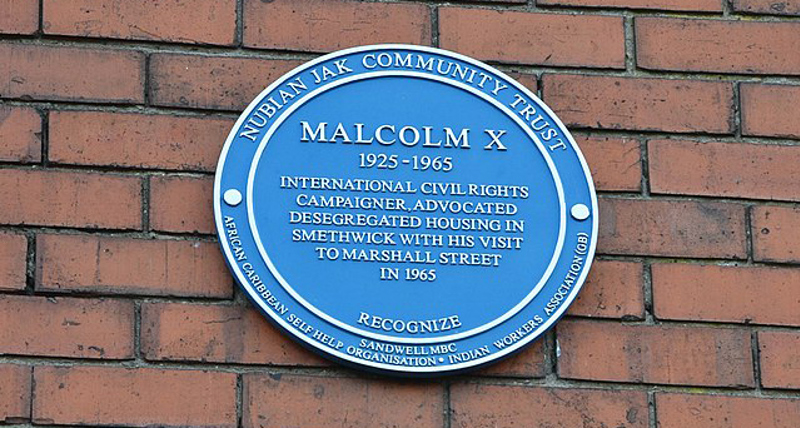 NUBIAN JAK COMMUNITY TRUST
MALCOLM X
1925-1965
INTERNATIONAL CIVIL RIGHTS
CAMPAIGNER, ADVOCATED
DESEGREGATED HOUSING IN
SMETHWICK WITH HIS VISIT
TO MARSHALL STREET
IN 1965
RECOGNIZE
SANDWELL MBC
AFRICAN CARIBBEAN SELF HELP ORGANISATION • INDIAN WORKERS ASSOCIATION (GB)